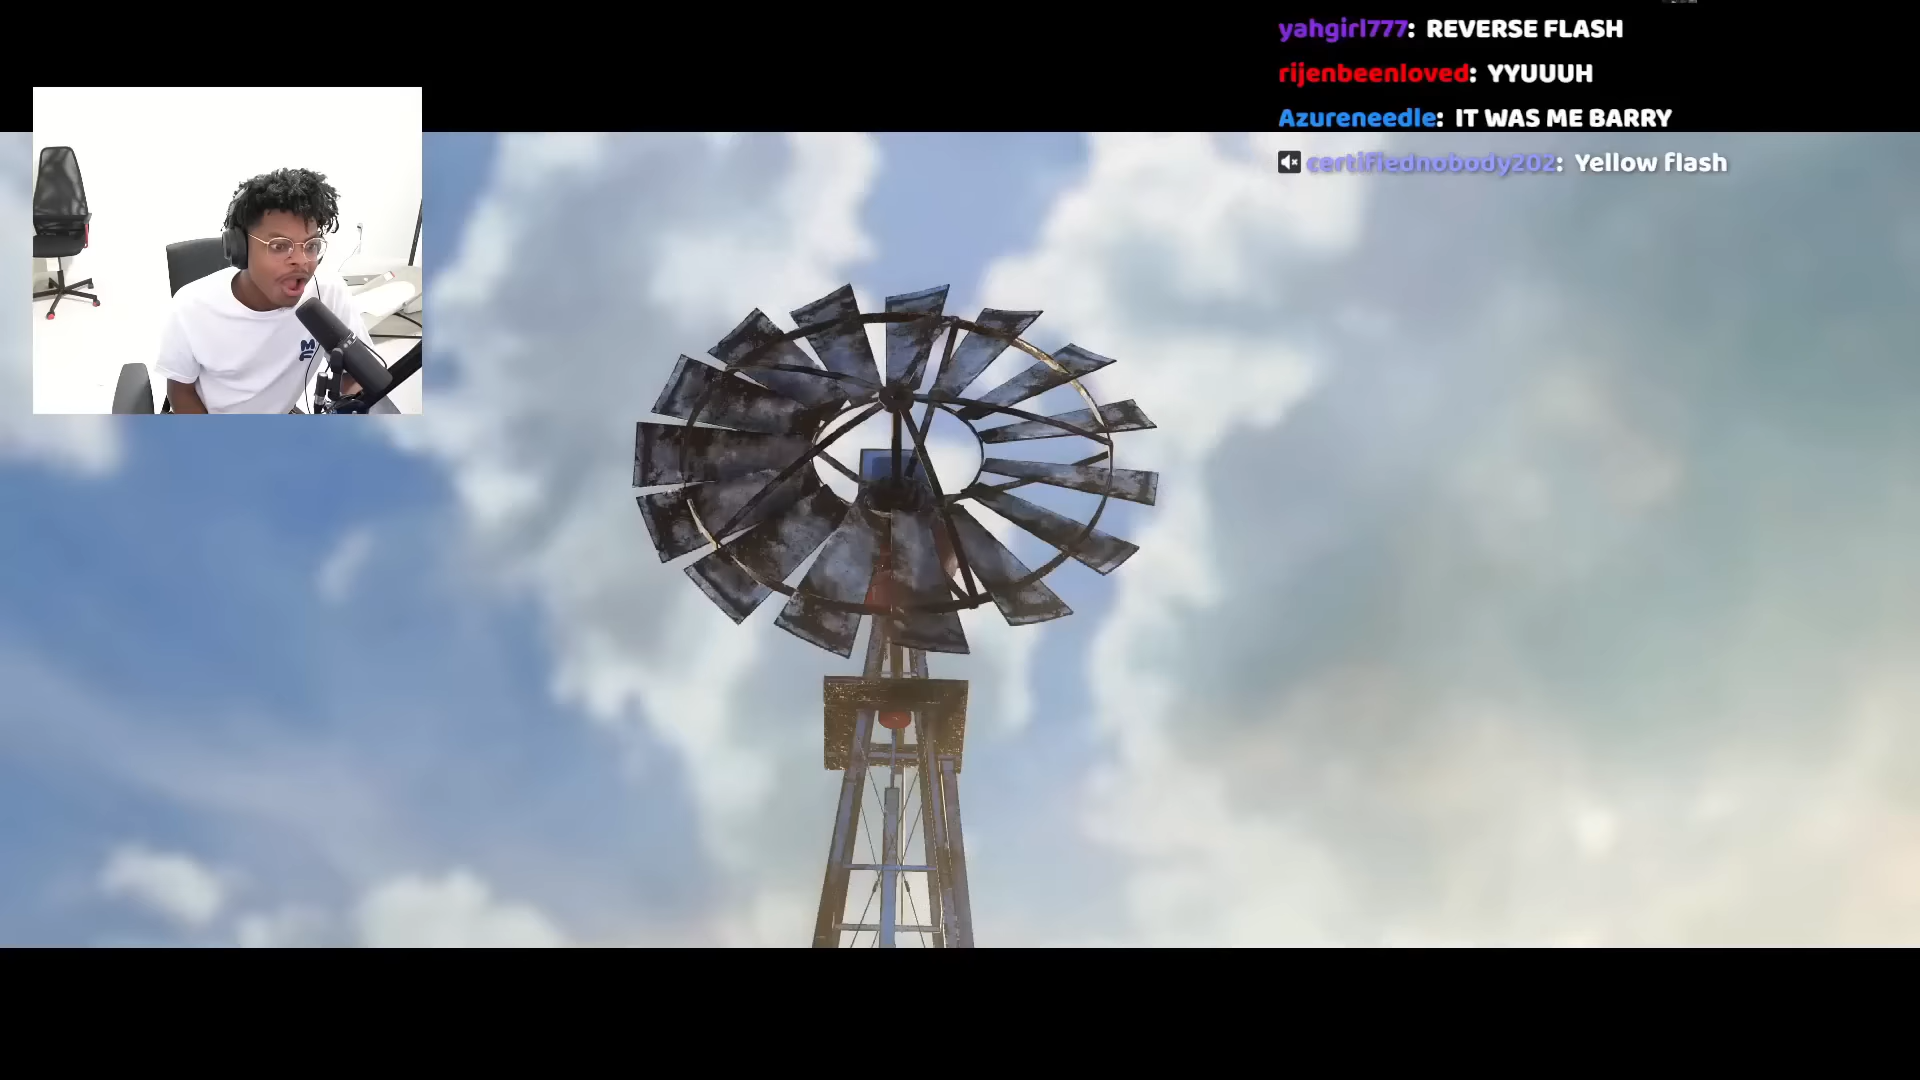 yahgirl777: REVERSE FLASH
rijenbeenloved: YYUUUH
Azureneedle: IT WAS ME BARRY
certifiednobody202: Yellow flash